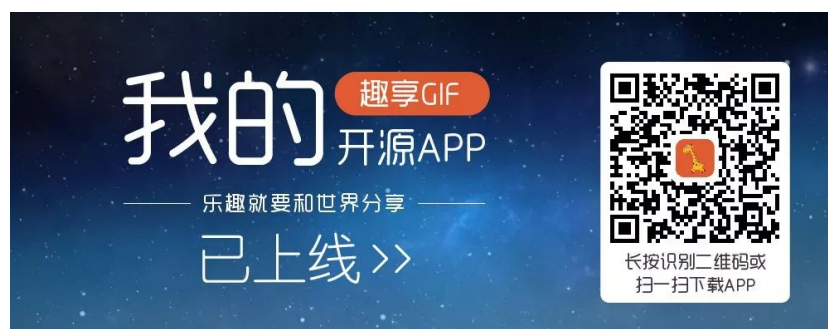 我的
趣享GIF
开源APP
乐趣就要和世界分享
已上线>>
长按识别二维码或
扫一扫下载APP